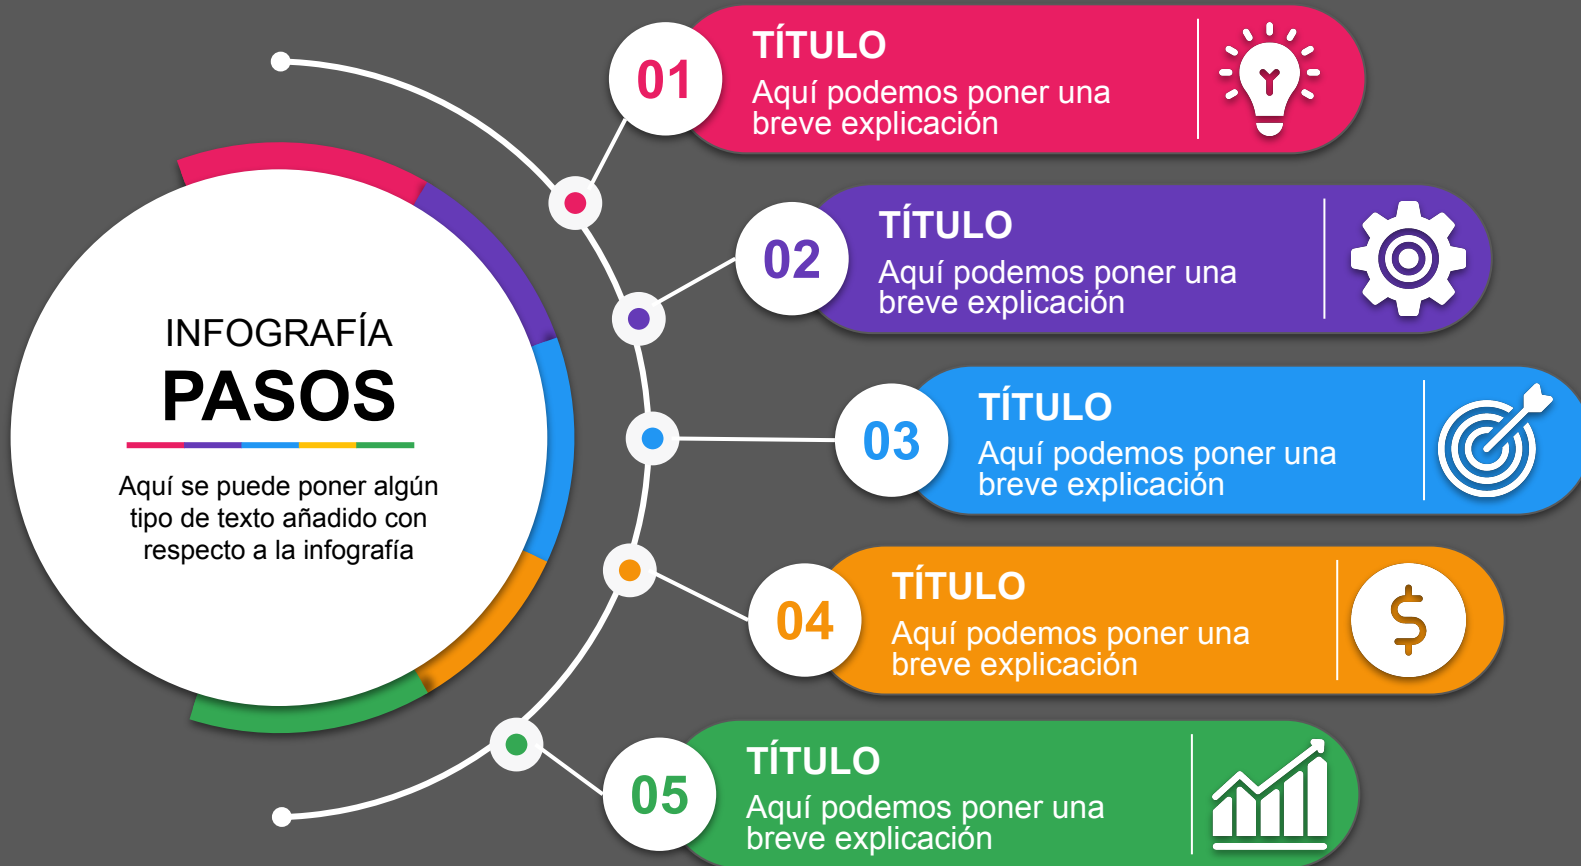 INFOGRAFÍA
PASOS
Aquí se puede poner algún
tipo de texto añadido con
respecto a la infografía
01
TÍTULO
Aquí podemos poner una
breve explicación
02
TÍTULO
Aquí podemos poner una
breve explicación
03
TÍTULO
Aquí podemos poner una
breve explicación
04
TÍTULO
Aquí podemos poner una
breve explicación
$
05
TÍTULO
Aquí podemos poner una
breve explicación